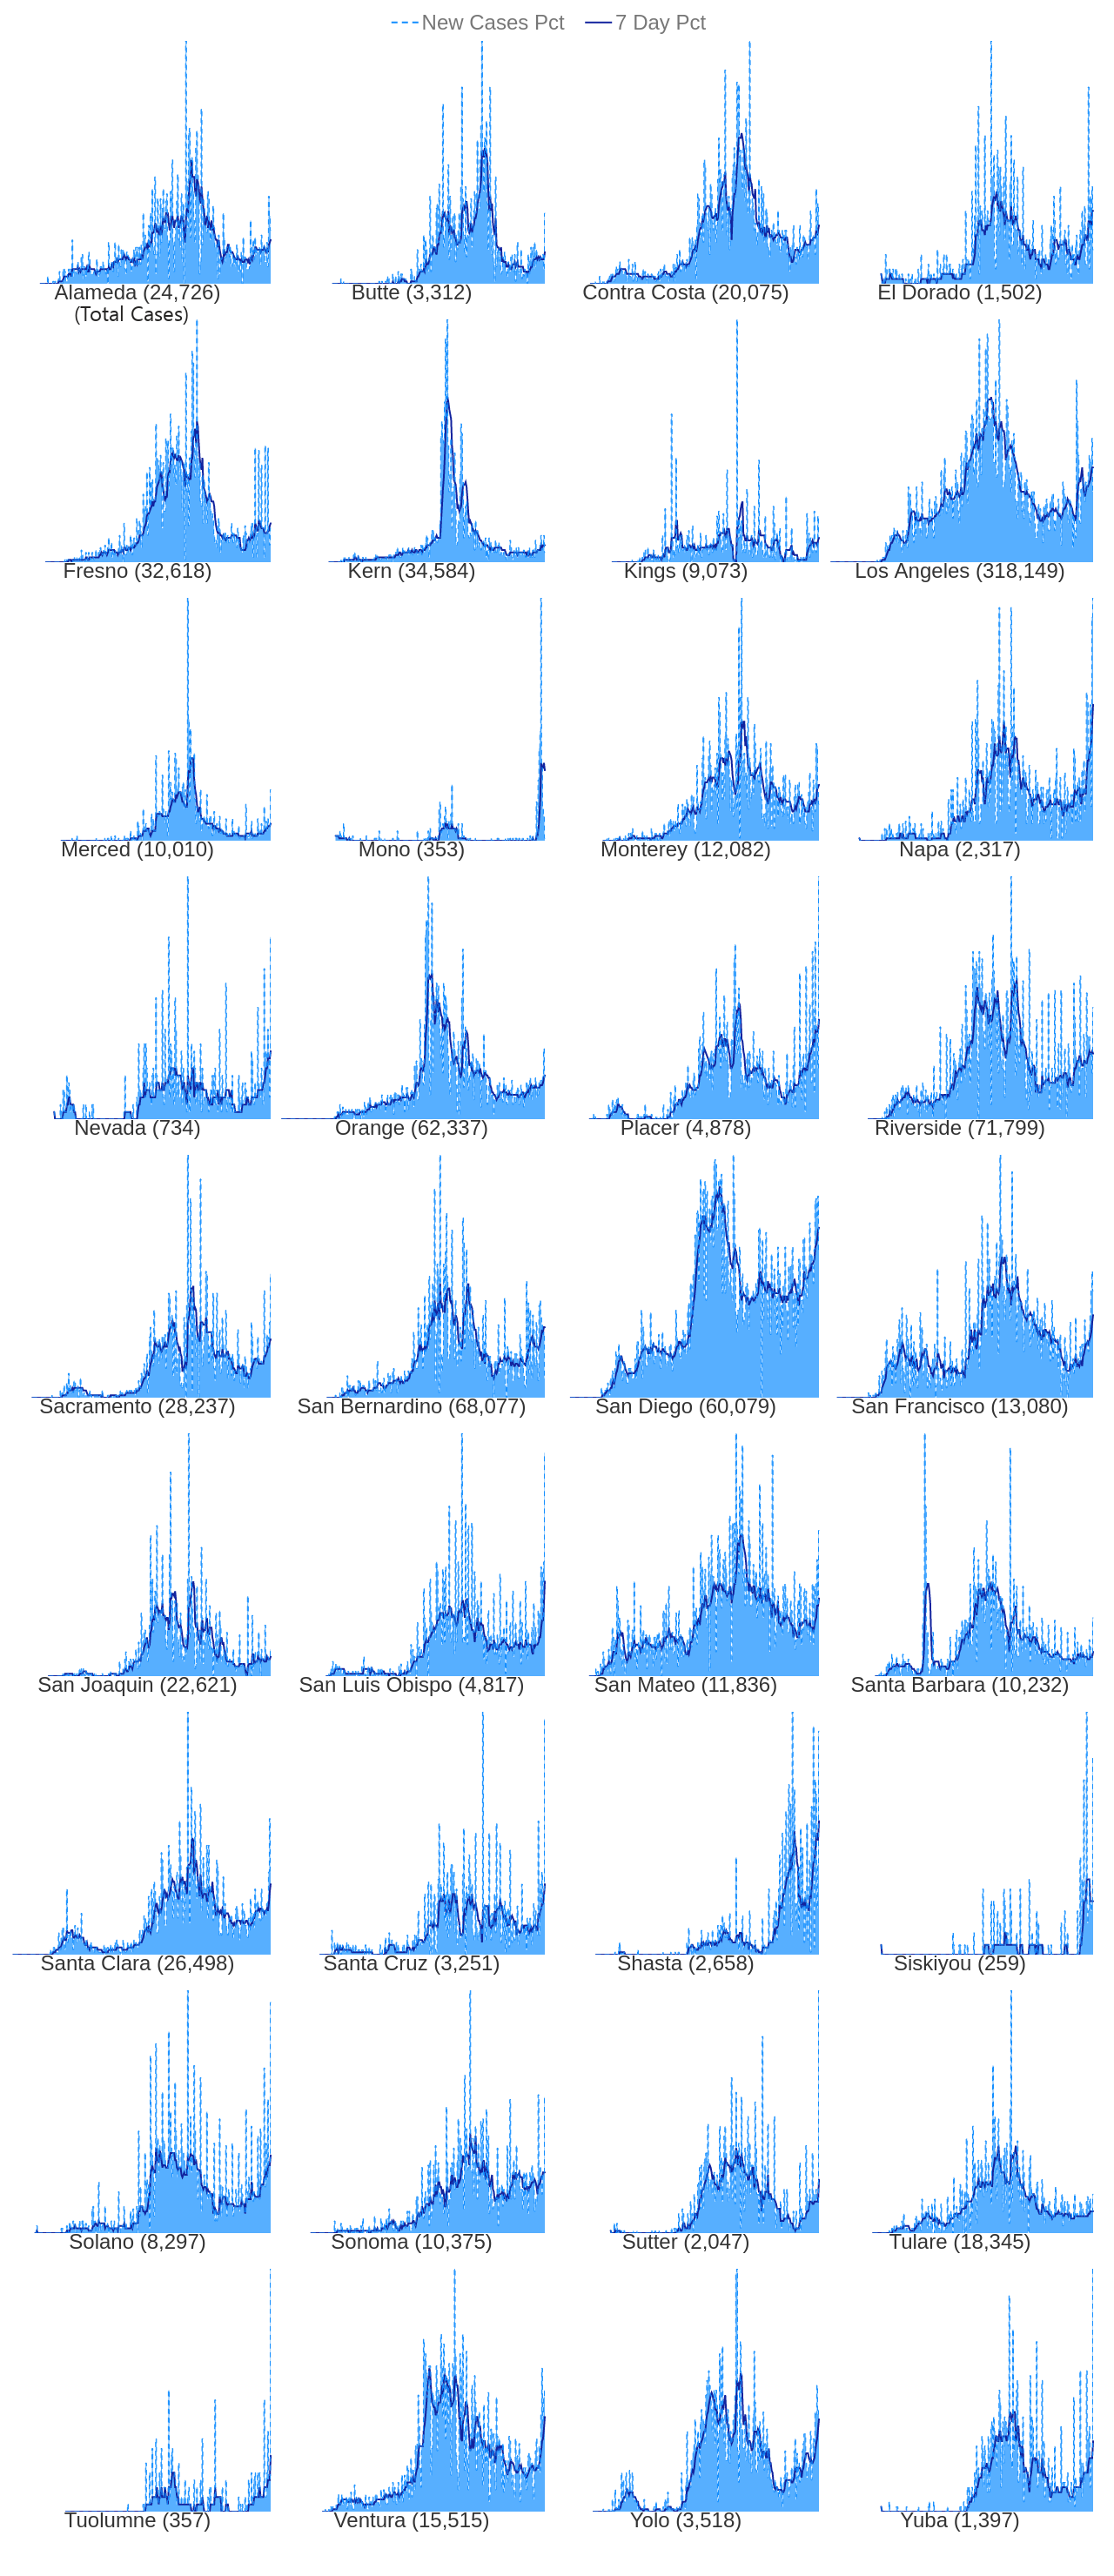 New Cases Pct 7 Day Pct
Alameda (24,726) Butte (3,312) Contra Costa (20,075) El Dorado (1,502)
(Total Cases)
Fresno (32,618) Kern (34,584) Kings (9,073) Los Angeles (318,149)
Merced (10,010) Mono (353) Monterey (12,082) Napa (2,317)
Nevada (734) Orange (62,337) Placer (4,878) Riverside (71,799)
Sacramento (28,237) San Bernardino (68,077) San Diego (60,079) San Francisco (13,080)
San Joaquin (22,621) San Luis Obispo (4,817) San Mateo (11,836) Santa Barbara (10,232)
Santa Clara (26,498) Santa Cruz (3,251) Shasta (2,658) Siskiyou (259)
Solano (8,297) Sonoma (10,375) Sutter (2,047) Tulare (18,345)
Tuolumne (357) Ventura (15,515) Yolo (3,518) Yuba (1,397)